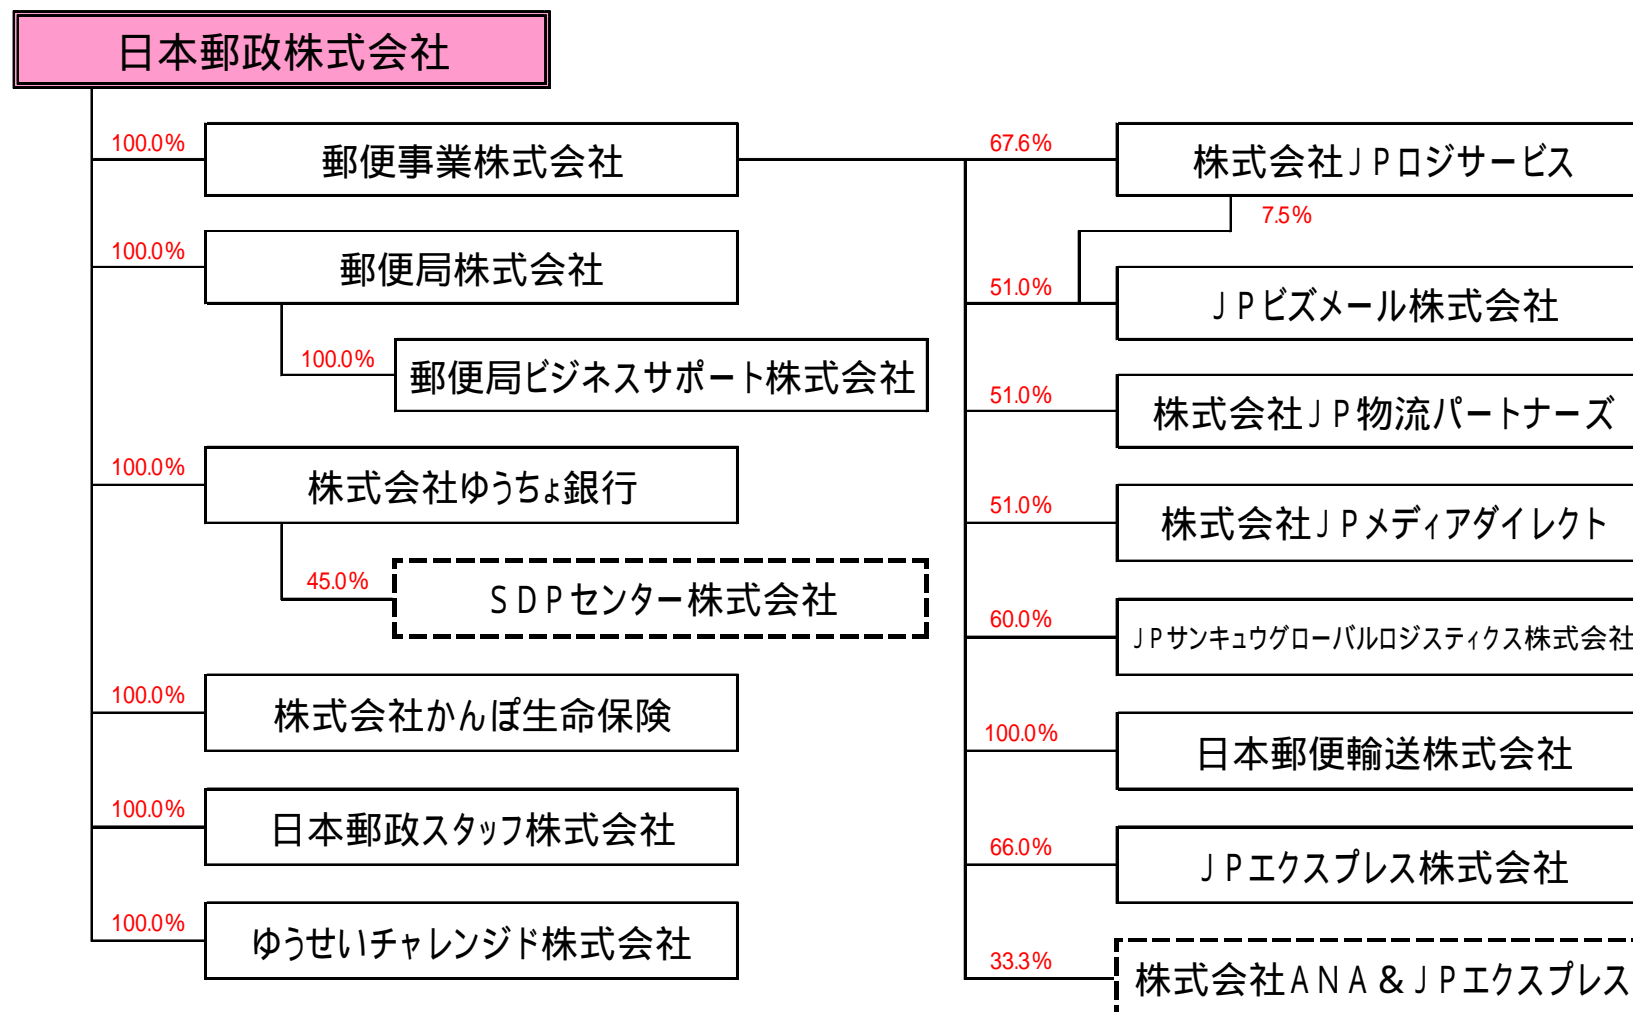 日本郵政株式会社
100.0%
郵便事業株式会社
100.0%
郵便局株式会社
100.0%
郵便局ビジネスサポート株式会社
100.0%
株式会社ゆうちょ銀行
45.0%
ＳＤＰセンター株式会社
100.0%
株式会社かんぽ生命保険
100.0%
日本郵政スタッフ株式会社
100.0%
ゆうせいチャレンジド株式会社
67.6%
株式会社ＪＰロジサービス
7.5%
51.0%
ＪＰビズメール株式会社
51.0%
株式会社ＪＰ物流パートナーズ
51.0%
株式会社ＪＰメディアダイレクト
60.0%
ＪＰサンキュウグローバルロジスティクス株式会社
100.0%
日本郵便輸送株式会社
66.0%
ＪＰエクスプレス株式会社
33.3%
株式会社ＡＮＡ＆ＪＰエクスプレス